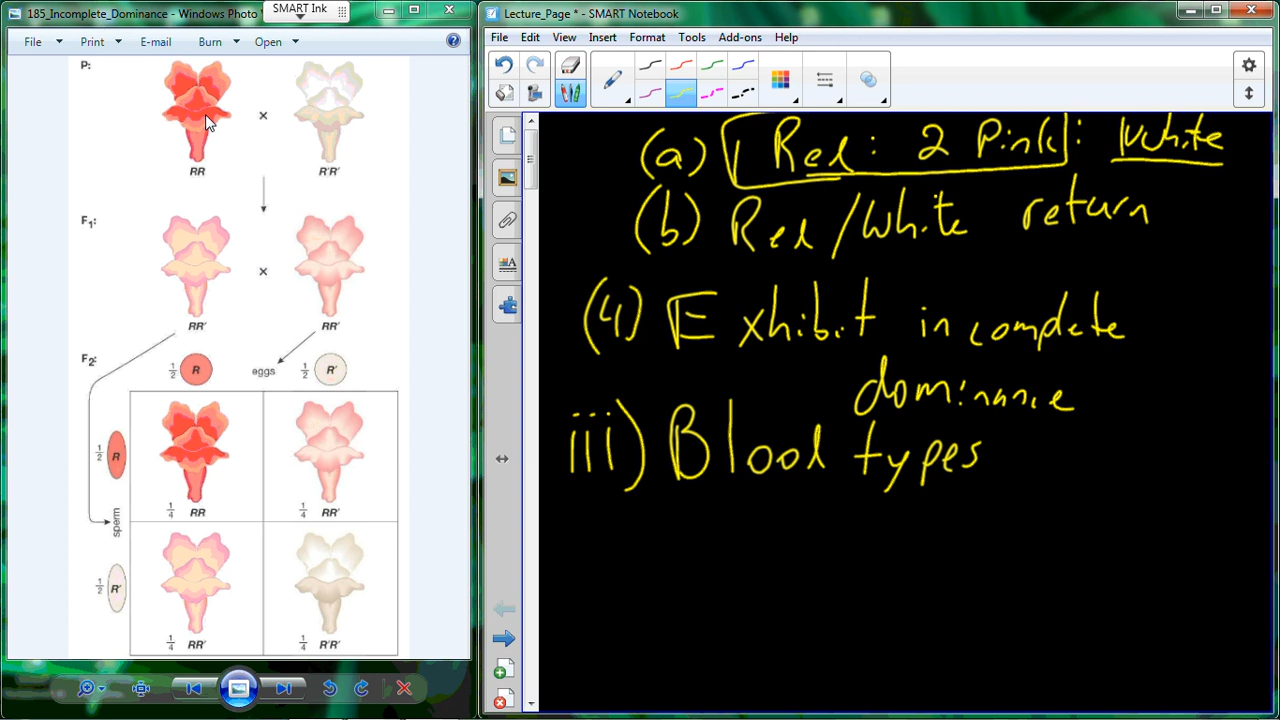 185_Incomplete_Dominance - Windows Photo
SMART Ink
File Print E-mail Burn Open
P:
×
RR R'R'
F1:
×
RR' RR'
F2:
1/2 R eggs 1/2 R'
1/2 R
1/4 RR 1/4 RR'
sperm
1/2 R'
1/4 RR' 1/4 R'R'
Lecture_Page * - SMART Notebook
File Edit View Insert Format Tools Add-ons Help
(a) 1 Red : 2 Pink : 1 White
(b) Red/White return
(4) Exhibit incomplete
dominance
iii) Blood types